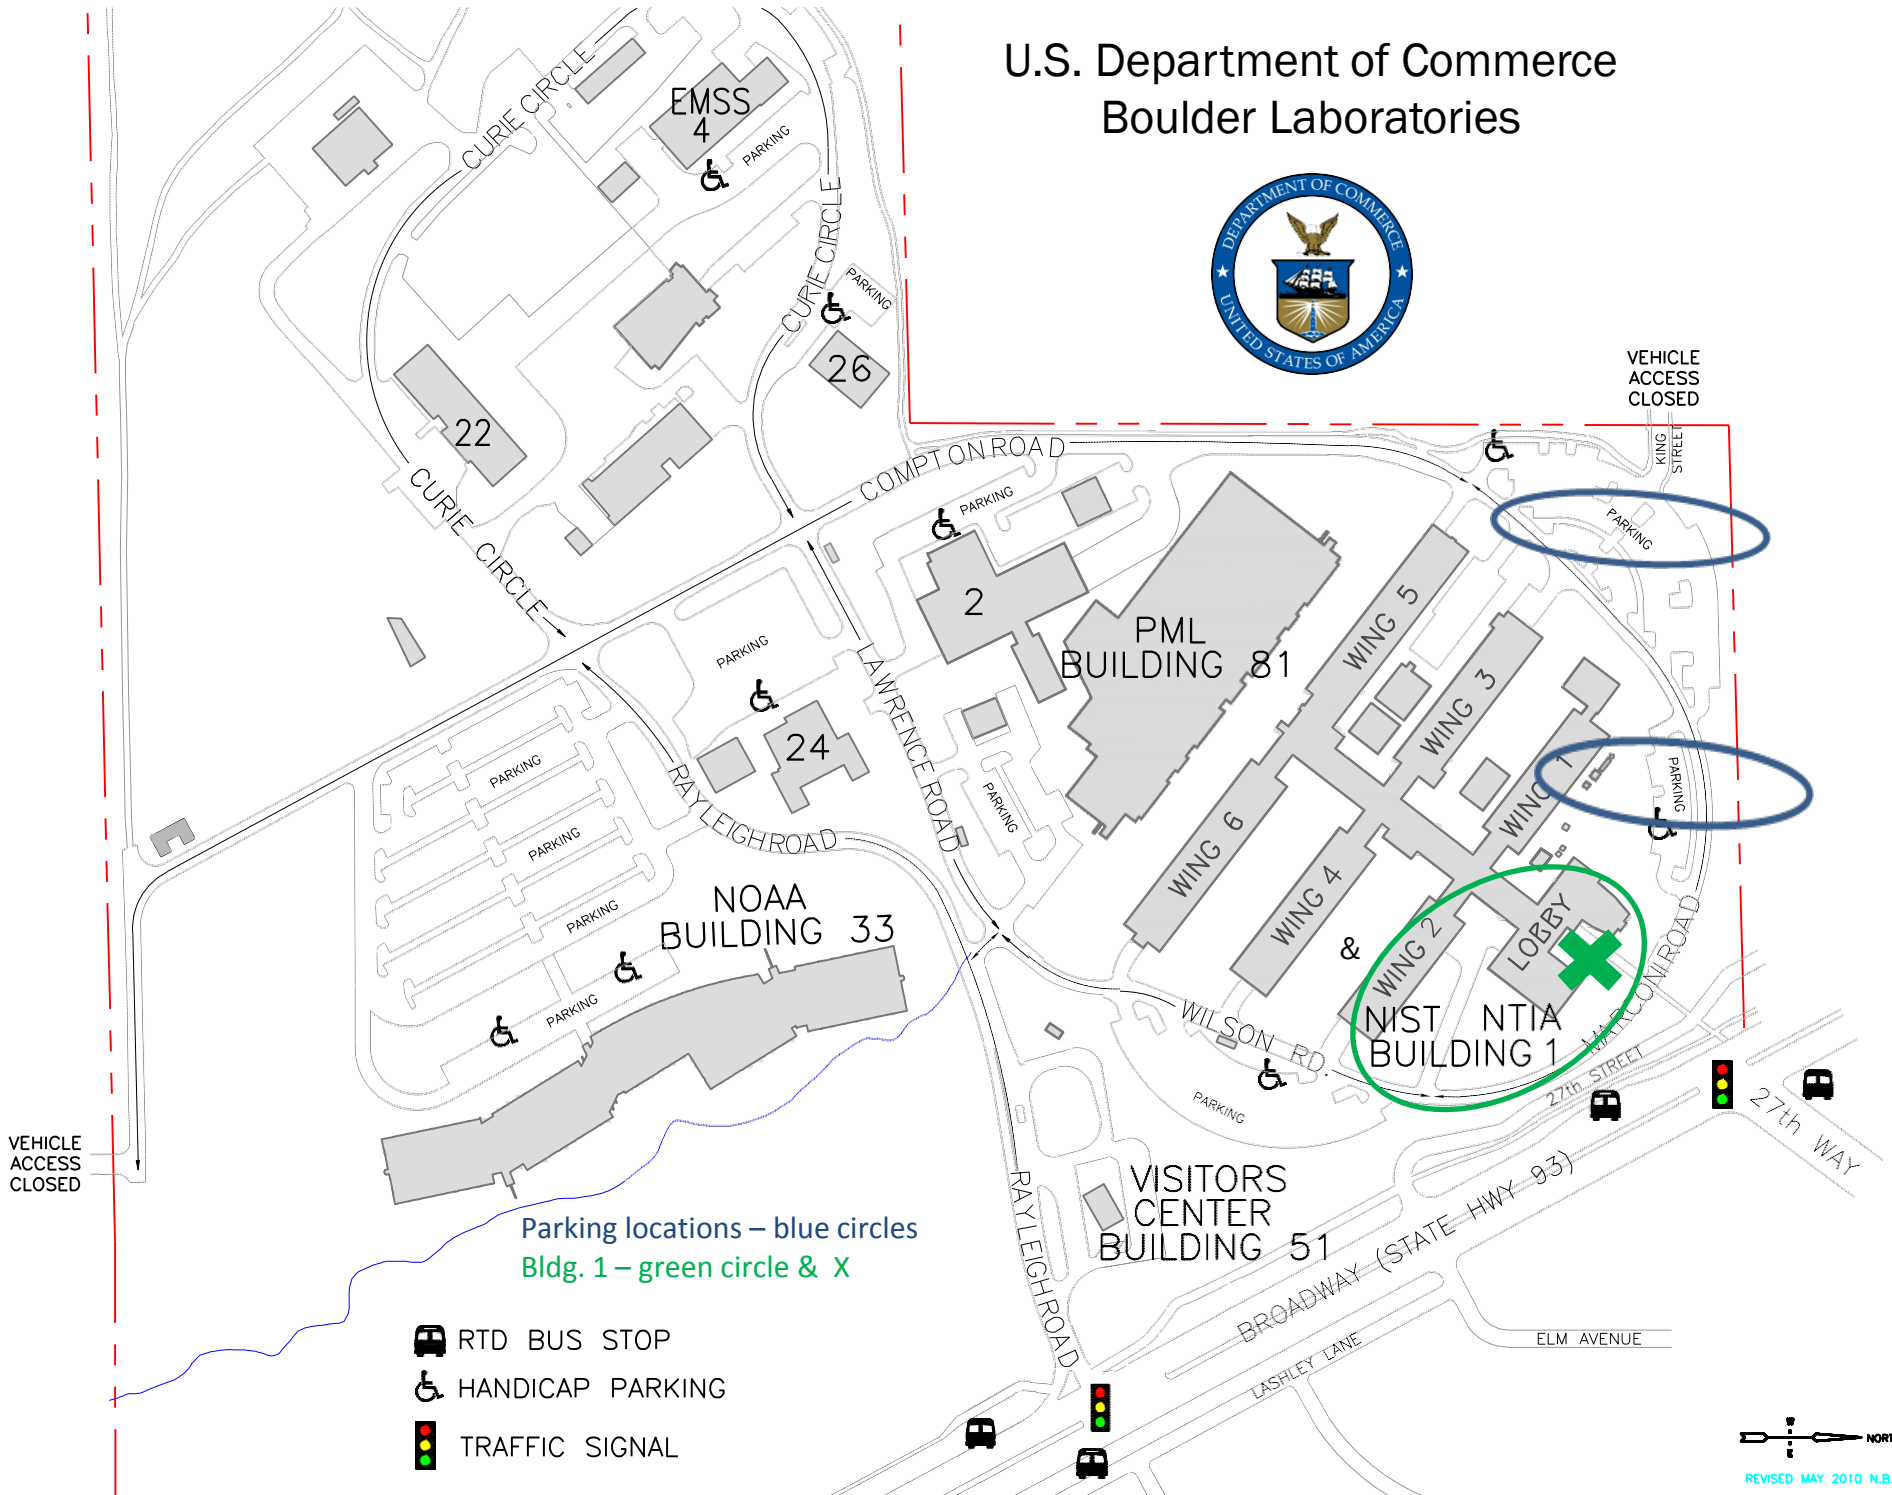 U.S. Department of Commerce
Boulder Laboratories
DEPARTMENT OF COMMERCE
UNITED STATES OF AMERICA
CURIE CIRCLE
EMSS
4
PARKING
CURIE CIRCLE
CURIE CIRCLE
PARKING
26
22
CURIE CIRCLE
VEHICLE
ACCESS
CLOSED
KING
STREET
COMPTON ROAD
PARKING
PARKING
2
PML
BUILDING 81
WING 5
WING 3
WING 1
PARKING
PARKING
LAWRENCE ROAD
24
RAYLEIGH ROAD
PARKING
PARKING
PARKING
PARKING
PARKING
WING 6
WING 4
WING 2
&
LOBBY
NOAA
BUILDING 33
NIST NTIA
BUILDING 1
MARCONI ROAD
WILSON RD.
PARKING
27th STREET
27th WAY
VEHICLE
ACCESS
CLOSED
VISITORS
CENTER
BUILDING 51
RAYLEIGH ROAD
BROADWAY (STATE HWY 93)
LASHLEY LANE
ELM AVENUE
Parking locations – blue circles
Bldg. 1 – green circle & X
RTD BUS STOP
HANDICAP PARKING
TRAFFIC SIGNAL
W
E
NORT
REVISED MAY 2010 N.B.